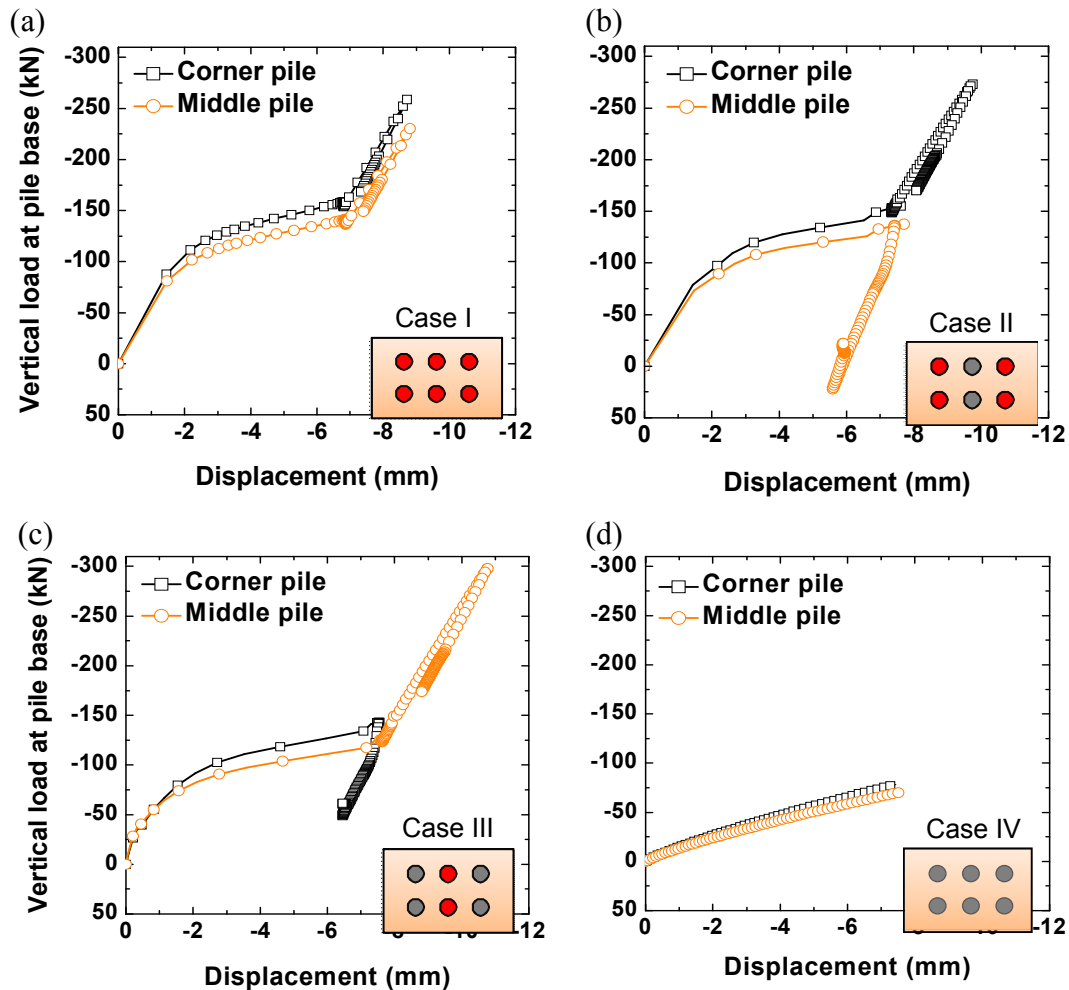 (a)
Vertical load at pile base (kN)
-300
-250
-200
-150
-100
-50
0
50
Corner pile
Middle pile
Case I
0 -2 -4 -6 -8 -10 -12
Displacement (mm)
(b)
-300
-250
-200
-150
-100
-50
0
50
Corner pile
Middle pile
Case II
0 -2 -4 -6 -8 -10 -12
Displacement (mm)
(c)
Vertical load at pile base (kN)
-300
-250
-200
-150
-100
-50
0
50
Corner pile
Middle pile
Case III
0 -2 -4 -6 -8 -10 -12
Displacement (mm)
(d)
-300
-250
-200
-150
-100
-50
0
50
Corner pile
Middle pile
Case IV
0 -2 -4 -6 -8 -10 -12
Displacement (mm)